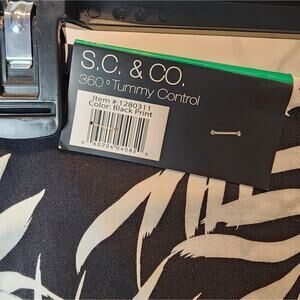 S.C. & CO.
360° Tummy Control
Item #: 1280311
Color: Black Print